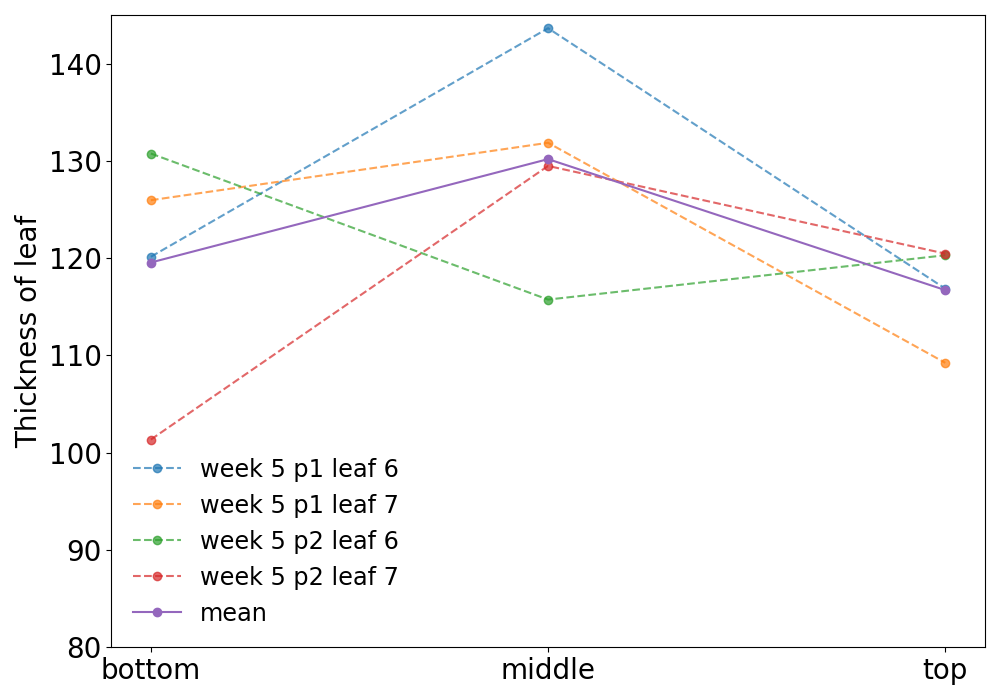 Thickness of leaf
140
130
120
110
100
90
80
week 5 p1 leaf 6
week 5 p1 leaf 7
week 5 p2 leaf 6
week 5 p2 leaf 7
mean
bottom middle top